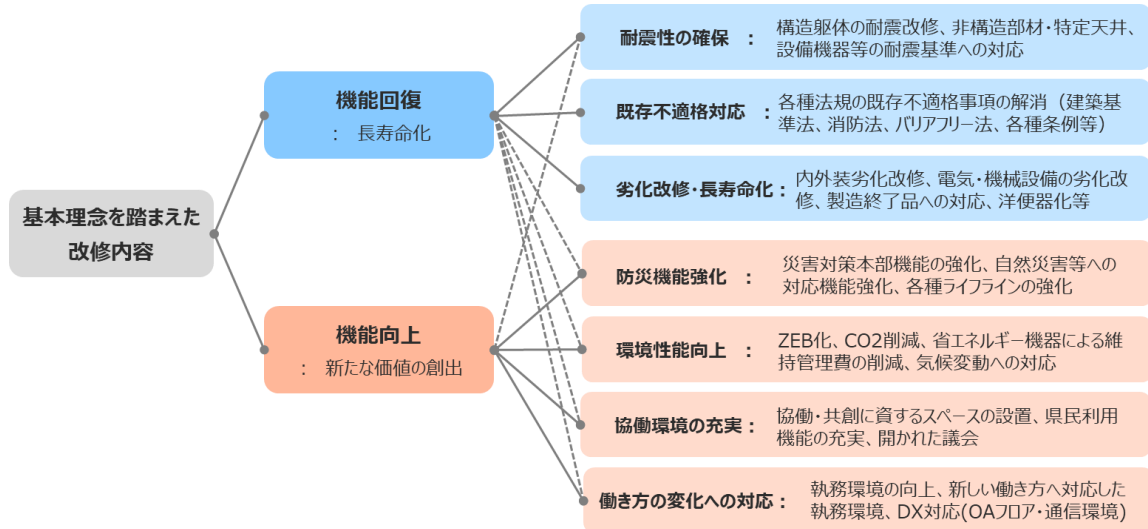 基本理念を踏まえた
改修内容
機能回復
： 長寿命化
機能向上
： 新たな価値の創出
耐震性の確保 ： 構造躯体の耐震改修、非構造部材・特定天井、
設備機器等の耐震基準への対応
既存不適格対応 ： 各種法規の既存不適格事項の解消（建築基
準法、消防法、バリアフリー法、各種条例等）
劣化改修・長寿命化： 内外装劣化改修、電気・機械設備の劣化改
修、製造終了品への対応、洋便器化等
防災機能強化 ： 災害対策本部機能の強化、自然災害等への
対応機能強化、各種ライフラインの強化
環境性能向上 ： ZEB化、CO2削減、省エネルギー機器による維
持管理費の削減、気候変動への対応
協働環境の充実： 協働・共創に資するスペースの設置、県民利用
機能の充実、開かれた議会
働き方の変化への対応： 執務環境の向上、新しい働き方へ対応した
執務環境、DX対応(OAフロア・通信環境)